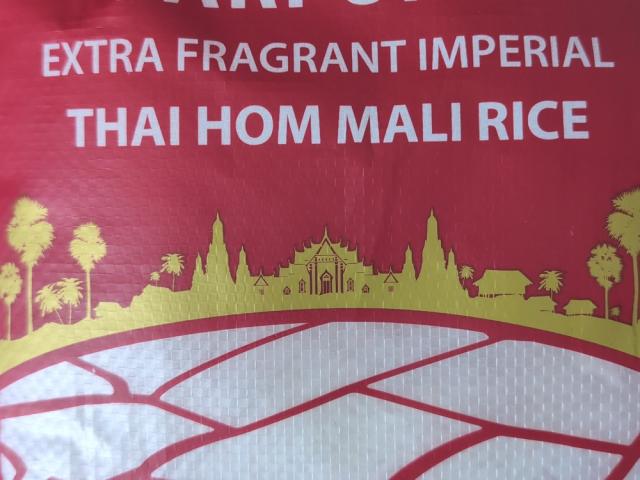 EXTRA FRAGRANT IMPERIAL
THAI HOM MALI RICE